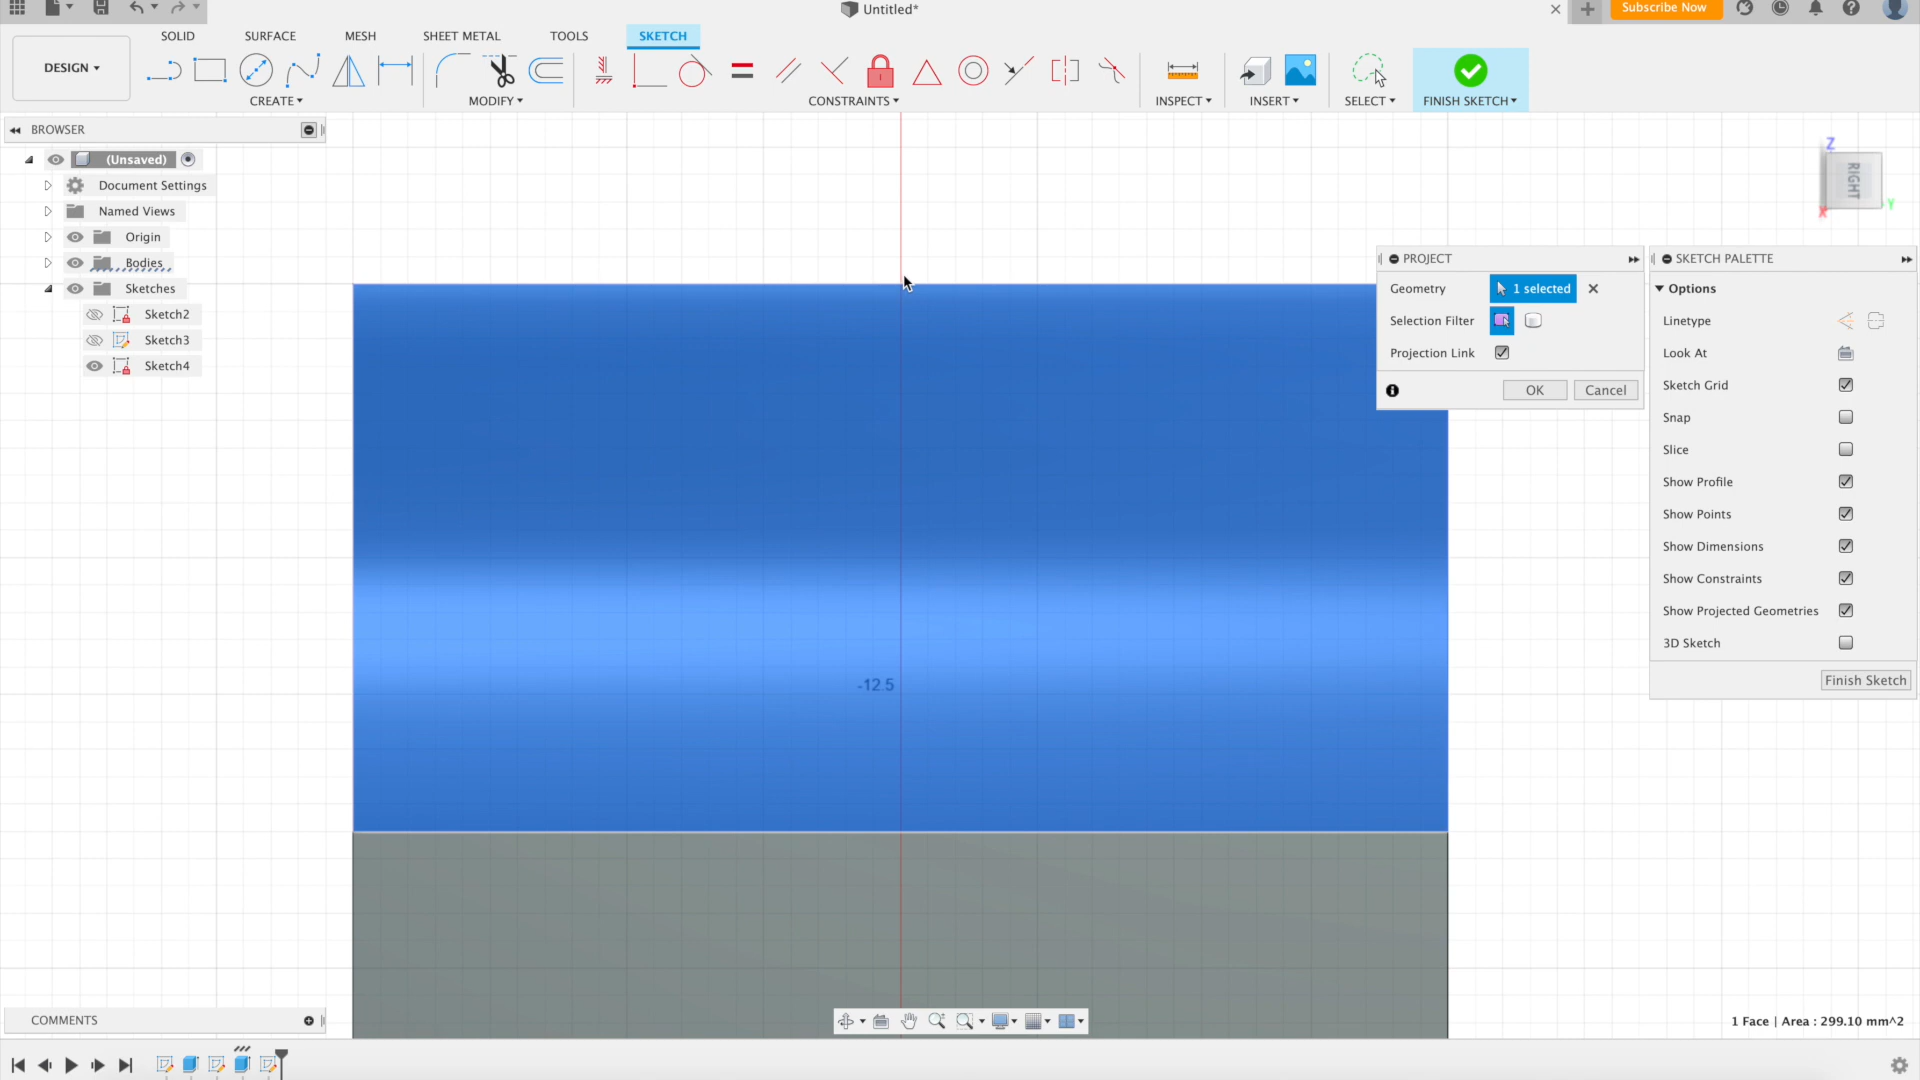 Untitled*
Subscribe Now
SOLID
SURFACE
MESH
SHEET METAL
TOOLS
SKETCH
DESIGN
CREATE
MODIFY
CONSTRAINTS
INSPECT
INSERT
SELECT
FINISH SKETCH
BROWSER
(Unsaved)
Document Settings
Named Views
Origin
Bodies
Sketches
Sketch2
Sketch3
Sketch4
Z
RIGHT
X
Y
PROJECT
Geometry
1 selected
Selection Filter
Projection Link
OK
Cancel
SKETCH PALETTE
Options
Linetype
Look At
Sketch Grid
Snap
Slice
Show Profile
Show Points
Show Dimensions
Show Constraints
Show Projected Geometries
3D Sketch
Finish Sketch
-12.5
COMMENTS
1 Face | Area : 299.10 mm^2